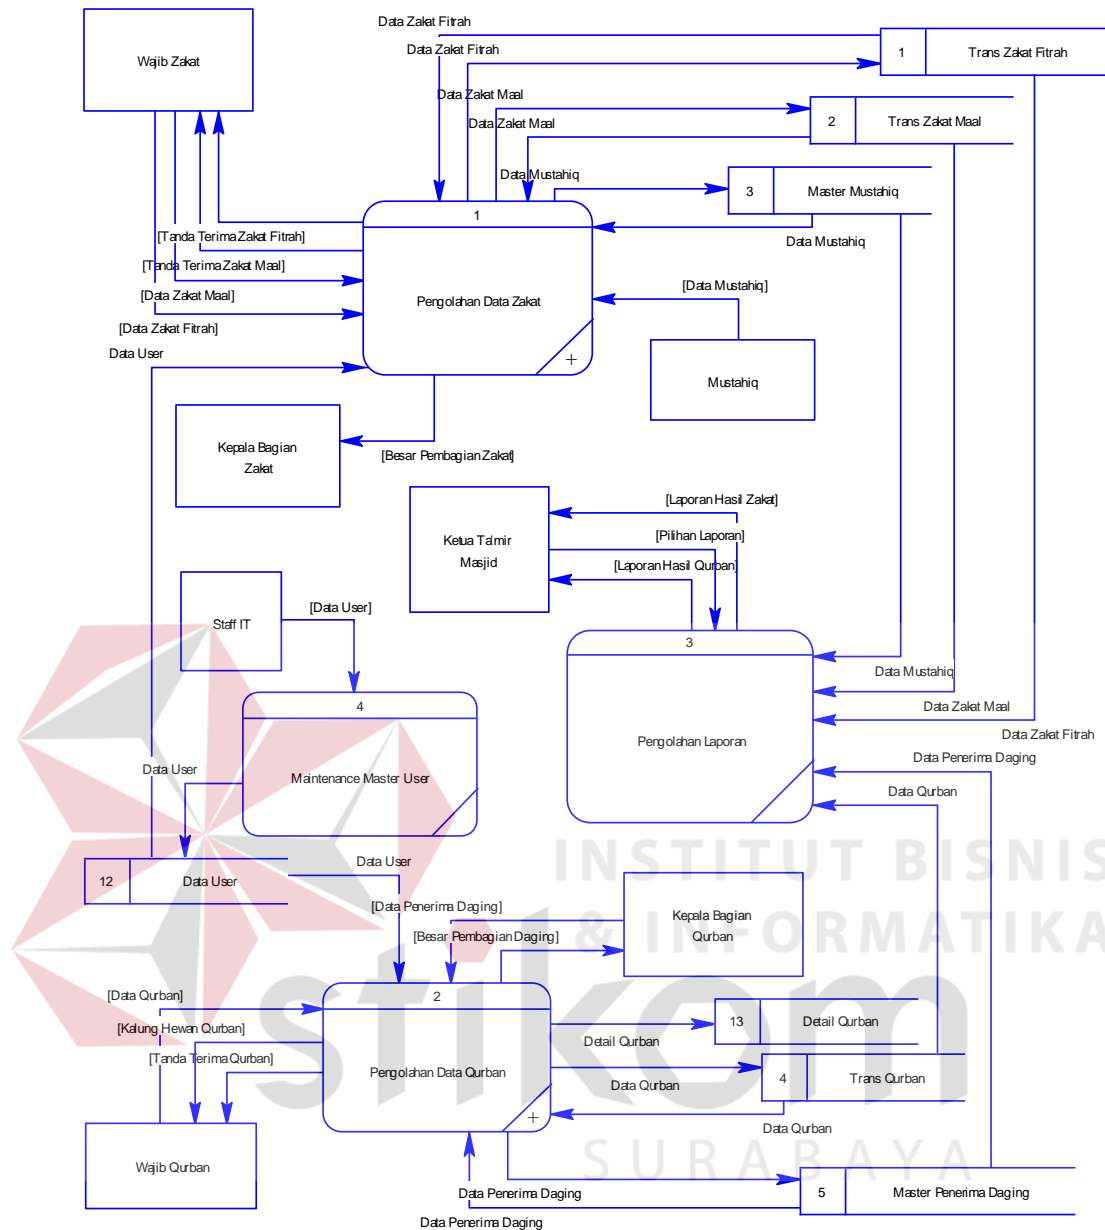 Data Zakat Fitrah
Data Zakat Fitrah
Wajib Zakat
1
Trans Zakat Fitrah
Data Zakat Maal
2
Trans Zakat Maal
Data Zakat Maal
Data Mustahiq
3
Master Mustahiq
1
[Tanda Terima Zakat Fitrah]
Data Mustahiq
[Tanda Terima Zakat Maal]
[Data Zakat Maal]
Pengolahan Data Zakat
[Data Mustahiq]
[Data Zakat Fitrah]
Data User
+
Mustahiq
Kepala Bagian
Zakat
[Besar Pembagian Zakat]
[Laporan Hasil Zakat]
Ketua Ta'mir
Masjid
[Pilihan Laporan]
[Laporan Hasil Qurban]
[Data User]
Staff IT
3
Data Mustahiq
4
Data Zakat Maal
Pengolahan Laporan
Data Zakat Fitrah
Data Penerima Daging
Data User
Maintenance Master User
Data Qurban
INSTITUT BISNIS
Data User
12
Data User
[Data Penerima Daging]
Kepala Bagian
Qurban
[Besar Pembagian Daging]
& INFORMATIKA
stikom
[Data Qurban]
2
[Kalung Hewan Qurban]
13
Detail Qurban
Detail Qurban
[Tanda Terima Qurban]
Pengolahan Data Qurban
4
Trans Qurban
Data Qurban
+
Data Qurban
SURABAYA
Wajib Qurban
Data Penerima Daging
5
Master Penerima Daging
Data Penerima Daging